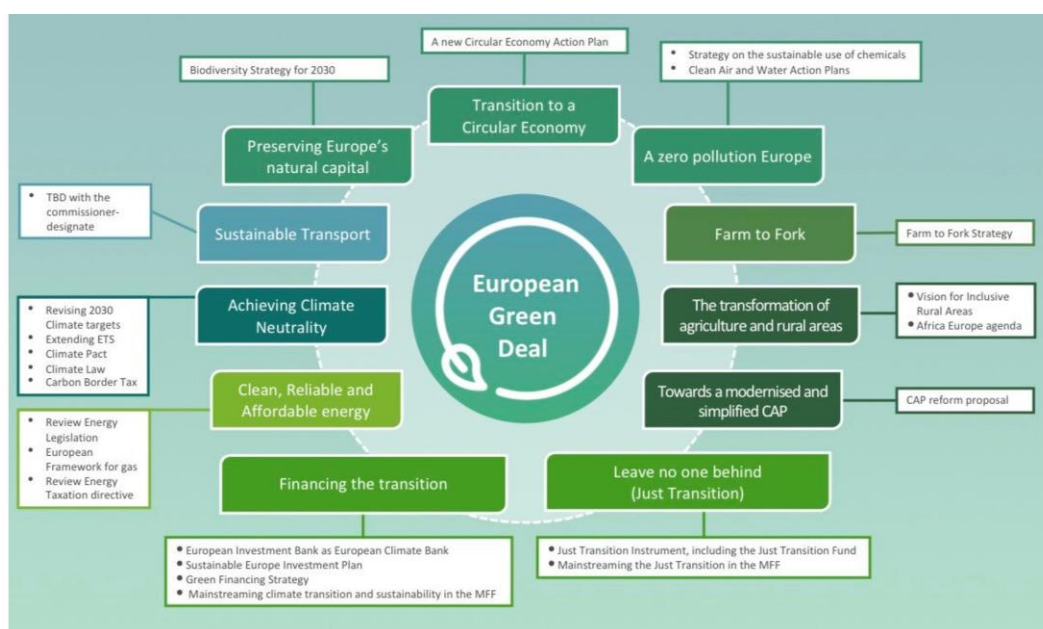 A new Circular Economy Action Plan
Biodiversity Strategy for 2030
• Strategy on the sustainable use of chemicals
• Clean Air and Water Action Plans
Transition to a
Circular Economy
Preserving Europe's
natural capital
A zero pollution Europe
• TBD with the
commissioner-
designate
Sustainable Transport
Farm to Fork
Farm to Fork Strategy
European
Green
Deal
• Revising 2030
Climate targets
• Extending ETS
• Climate Pact
• Climate Law
• Carbon Border Tax
Achieving Climate
Neutrality
The transformation of
agriculture and rural areas
• Vision for Inclusive
Rural Areas
• Africa Europe agenda
Clean, Reliable and
Affordable energy
Towards a modernised and
simplified CAP
CAP reform proposal
• Review Energy
Legislation
• European
Framework for gas
• Review Energy
Taxation directive
Financing the transition
Leave no one behind
(Just Transition)
• European Investment Bank as European Climate Bank
• Sustainable Europe Investment Plan
• Green Financing Strategy
• Mainstreaming climate transition and sustainability in the MFF
• Just Transition Instrument, including the Just Transition Fund
• Mainstreaming the Just Transition in the MFF